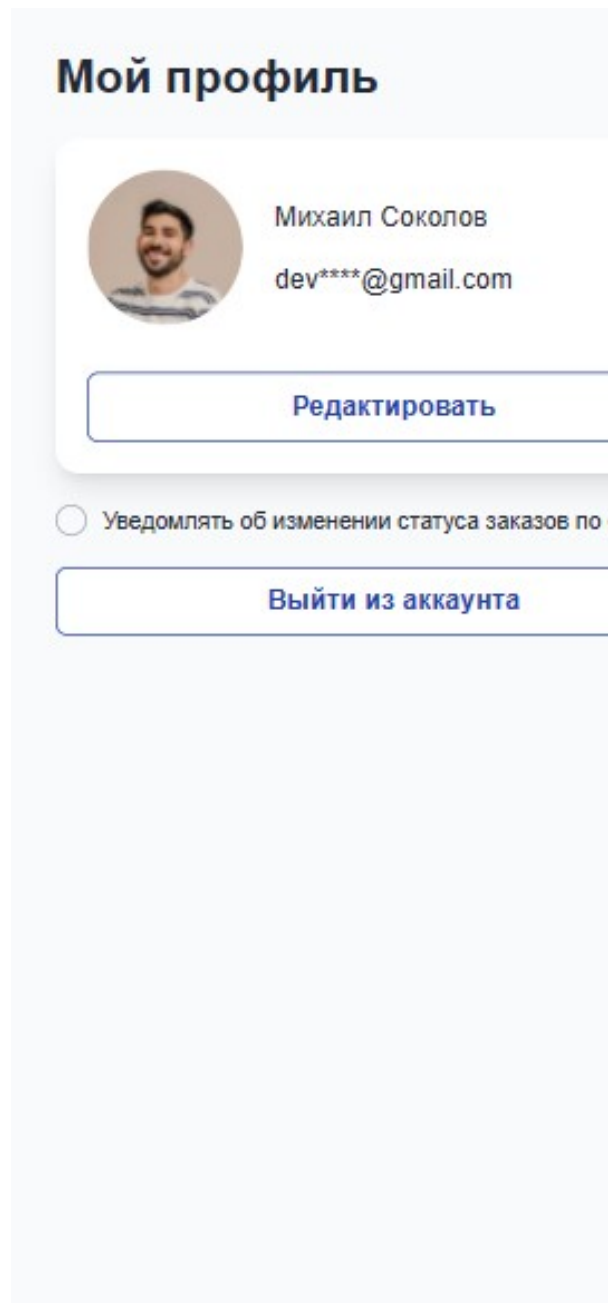 Мой профиль
Михаил Соколов
dev****@gmail.com
Редактировать
Уведомлять об изменении статуса заказов по
Выйти из аккаунта